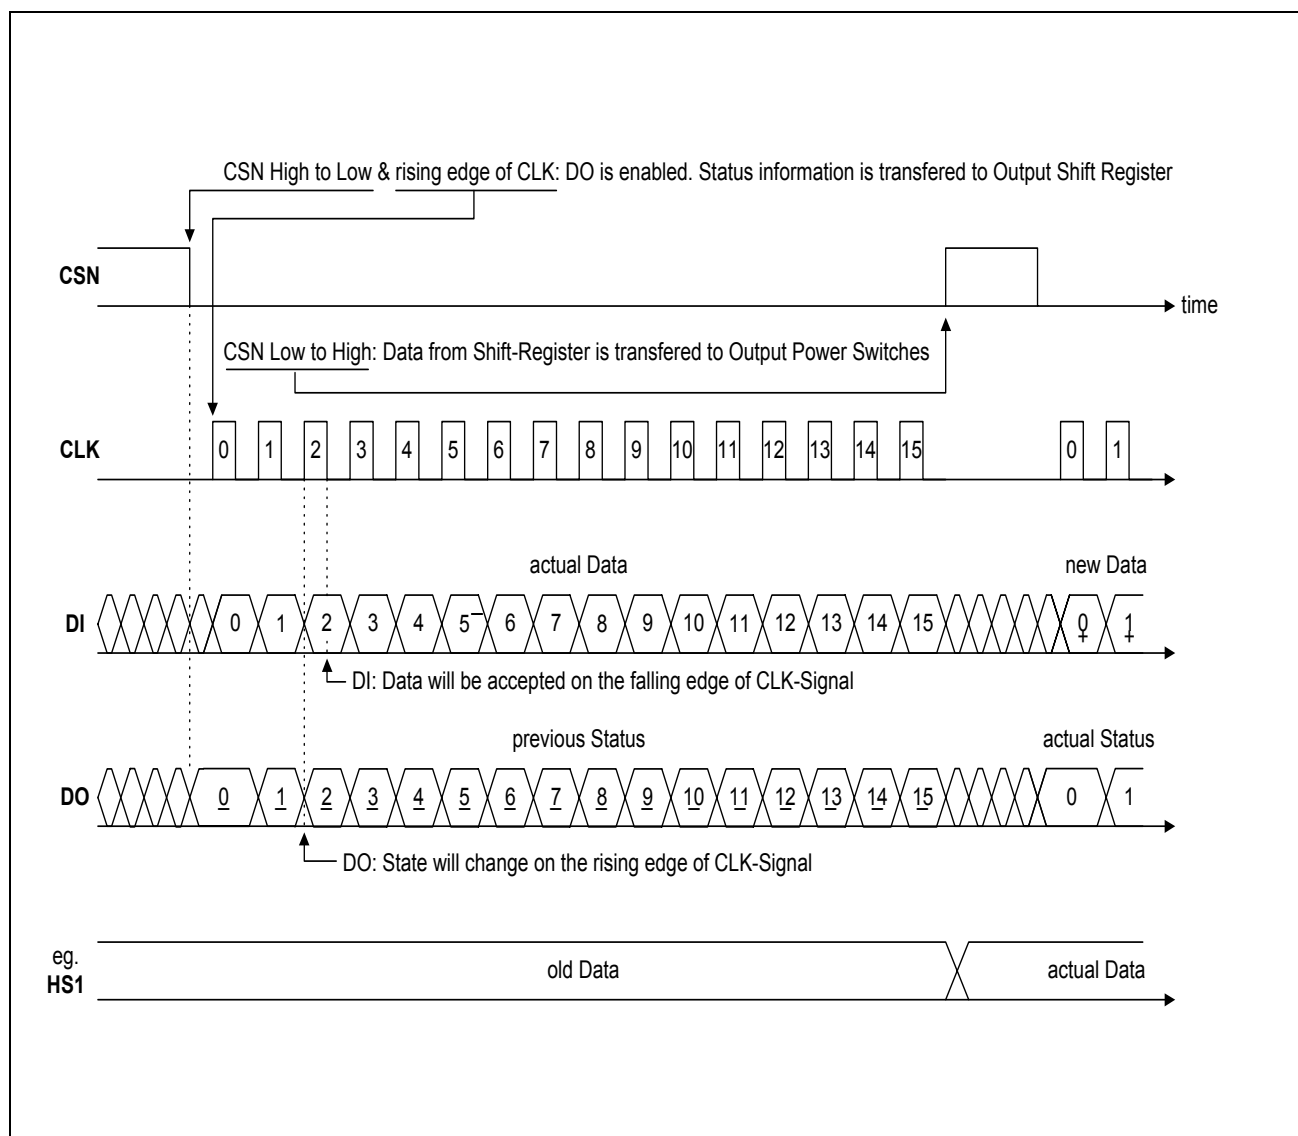 CSN High to Low & rising edge of CLK: DO is enabled. Status information is transfered to Output Shift Register
CSN
time
CSN Low to High: Data from Shift-Register is transfered to Output Power Switches
CLK
0 1 2 3 4 5 6 7 8 9 10 11 12 13 14 15 0 1
actual Data new Data
DI
0 1 2 3 4 5 6 7 8 9 10 11 12 13 14 15 0 1
DI: Data will be accepted on the falling edge of CLK-Signal
previous Status actual Status
DO
0 1 2 3 4 5 6 7 8 9 10 11 12 13 14 15 0 1
DO: State will change on the rising edge of CLK-Signal
eg.
HS1
old Data actual Data